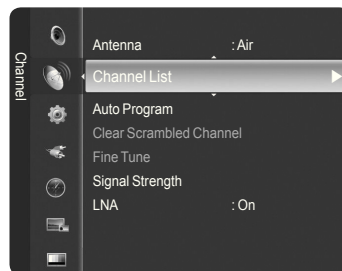 Channel
Antenna : Air
Channel List
Auto Program
Clear Scrambled Channel
Fine Tune
Signal Strength
LNA : On